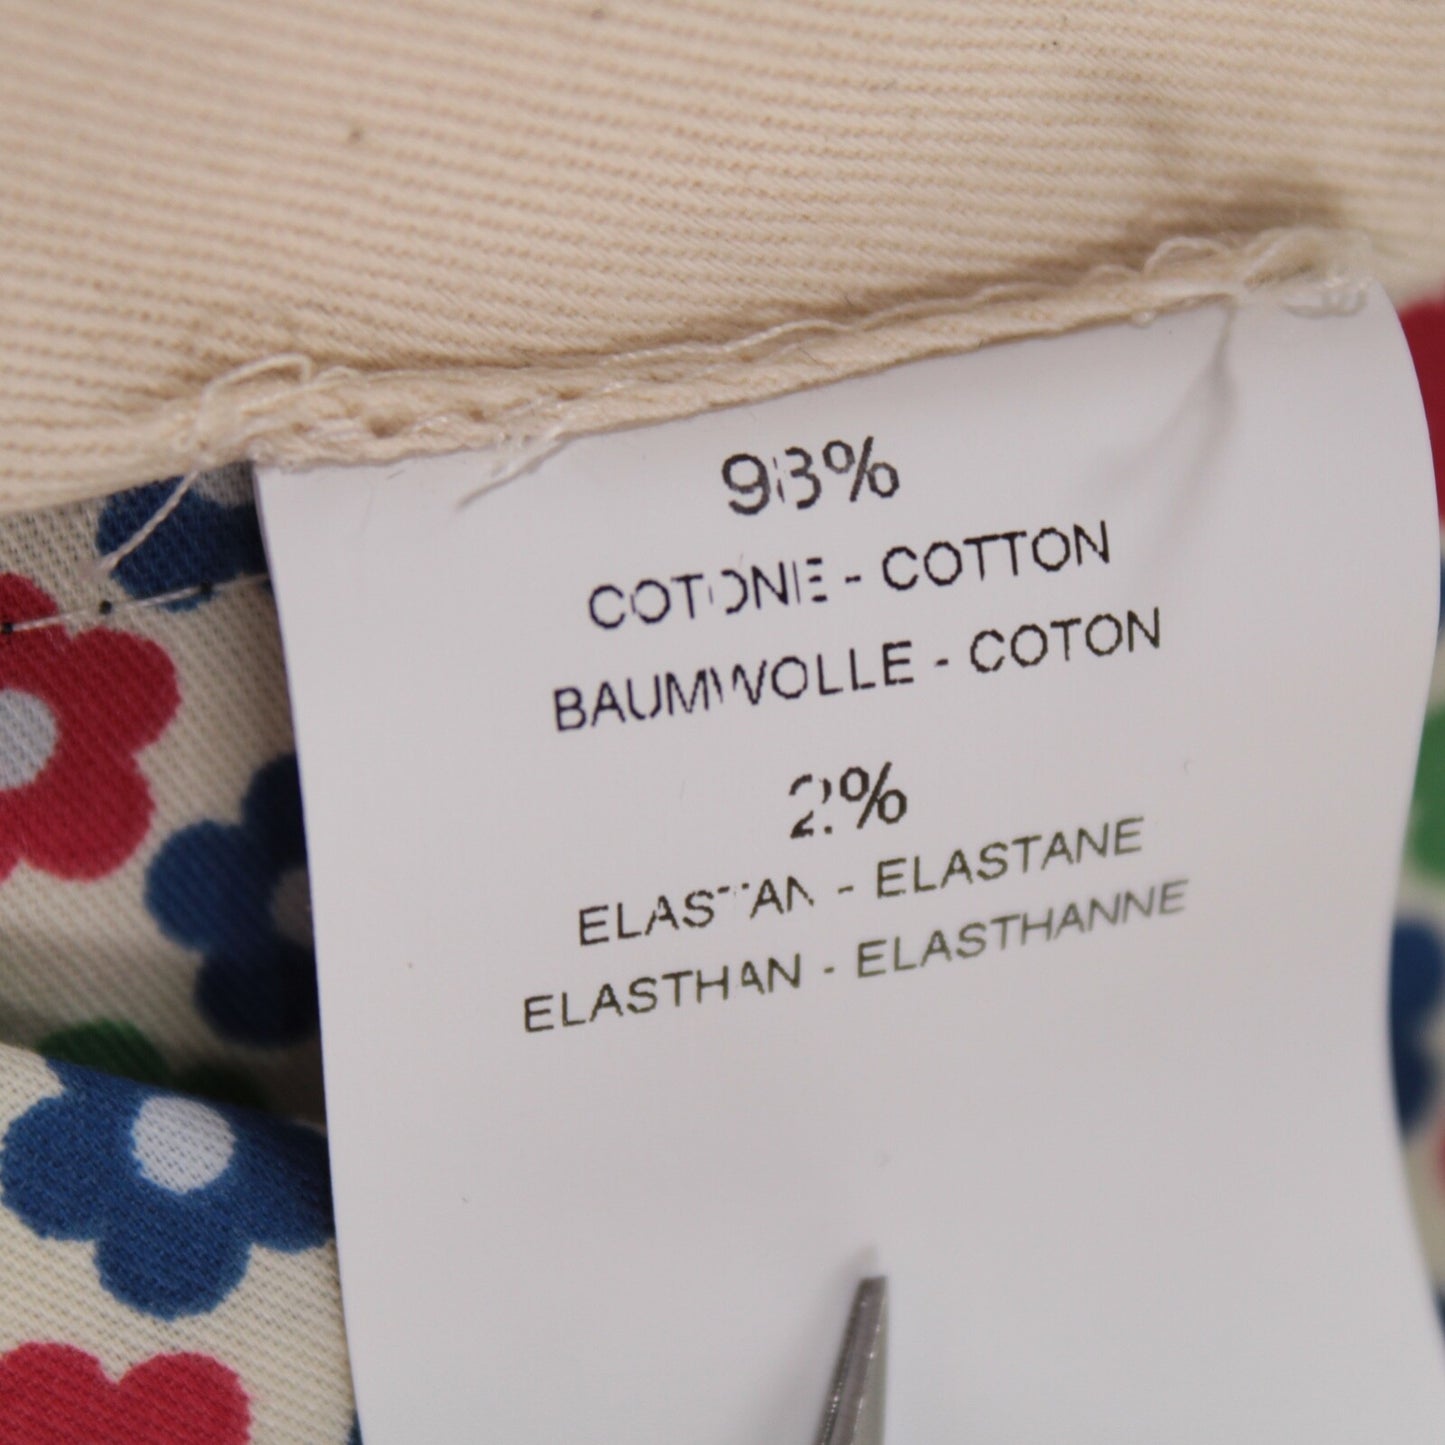 98%
COTONE - COTTON
BAUMWOLLE - COTON
2%
ELASTAN - ELASTANE
ELASTHAN - ELASTHANNE